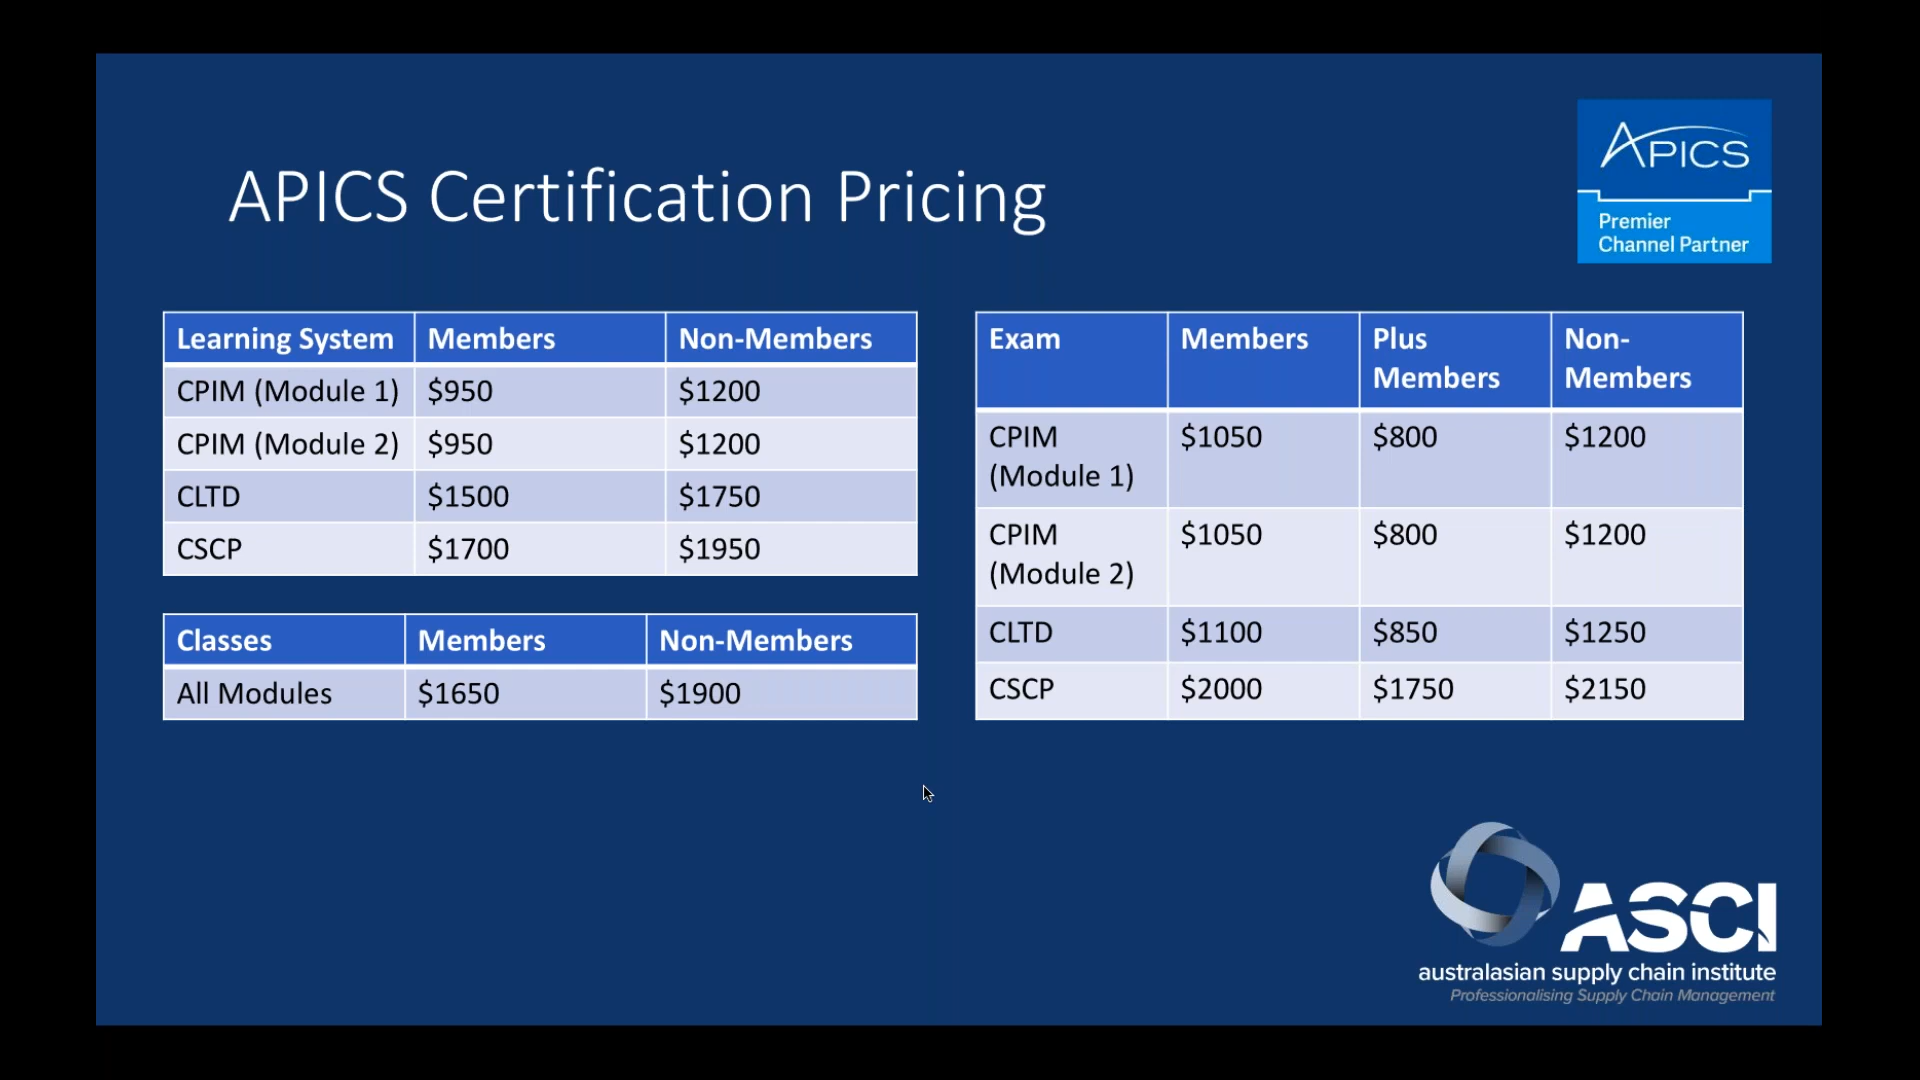 APICS Certification Pricing
APICS
Premier
Channel Partner
Learning System Members Non-Members
CPIM (Module 1) $950 $1200
CPIM (Module 2) $950 $1200
CLTD $1500 $1750
CSCP $1700 $1950
Classes Members Non-Members
All Modules $1650 $1900
Exam Members Plus Members Non-Members
CPIM (Module 1) $1050 $800 $1200
CPIM (Module 2) $1050 $800 $1200
CLTD $1100 $850 $1250
CSCP $2000 $1750 $2150
ASCI
australasian supply chain institute
Professionalising Supply Chain Management